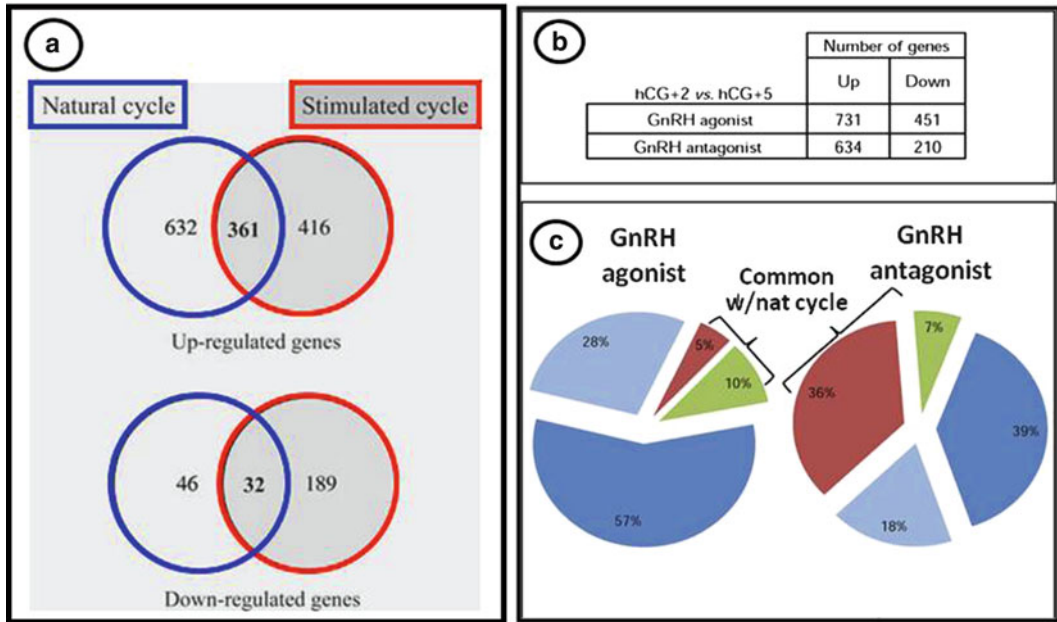 a
Natural cycle
Stimulated cycle
632
361
416
Up-regulated genes
46
32
189
Down-regulated genes
b
Number of genes
hCG+2 vs. hCG+5
Up
Down
GnRH agonist
731
451
GnRH antagonist
634
210
c
GnRH
agonist
Common
w/nat cycle
GnRH
antagonist
28%
5%
10%
57%
36%
7%
39%
18%